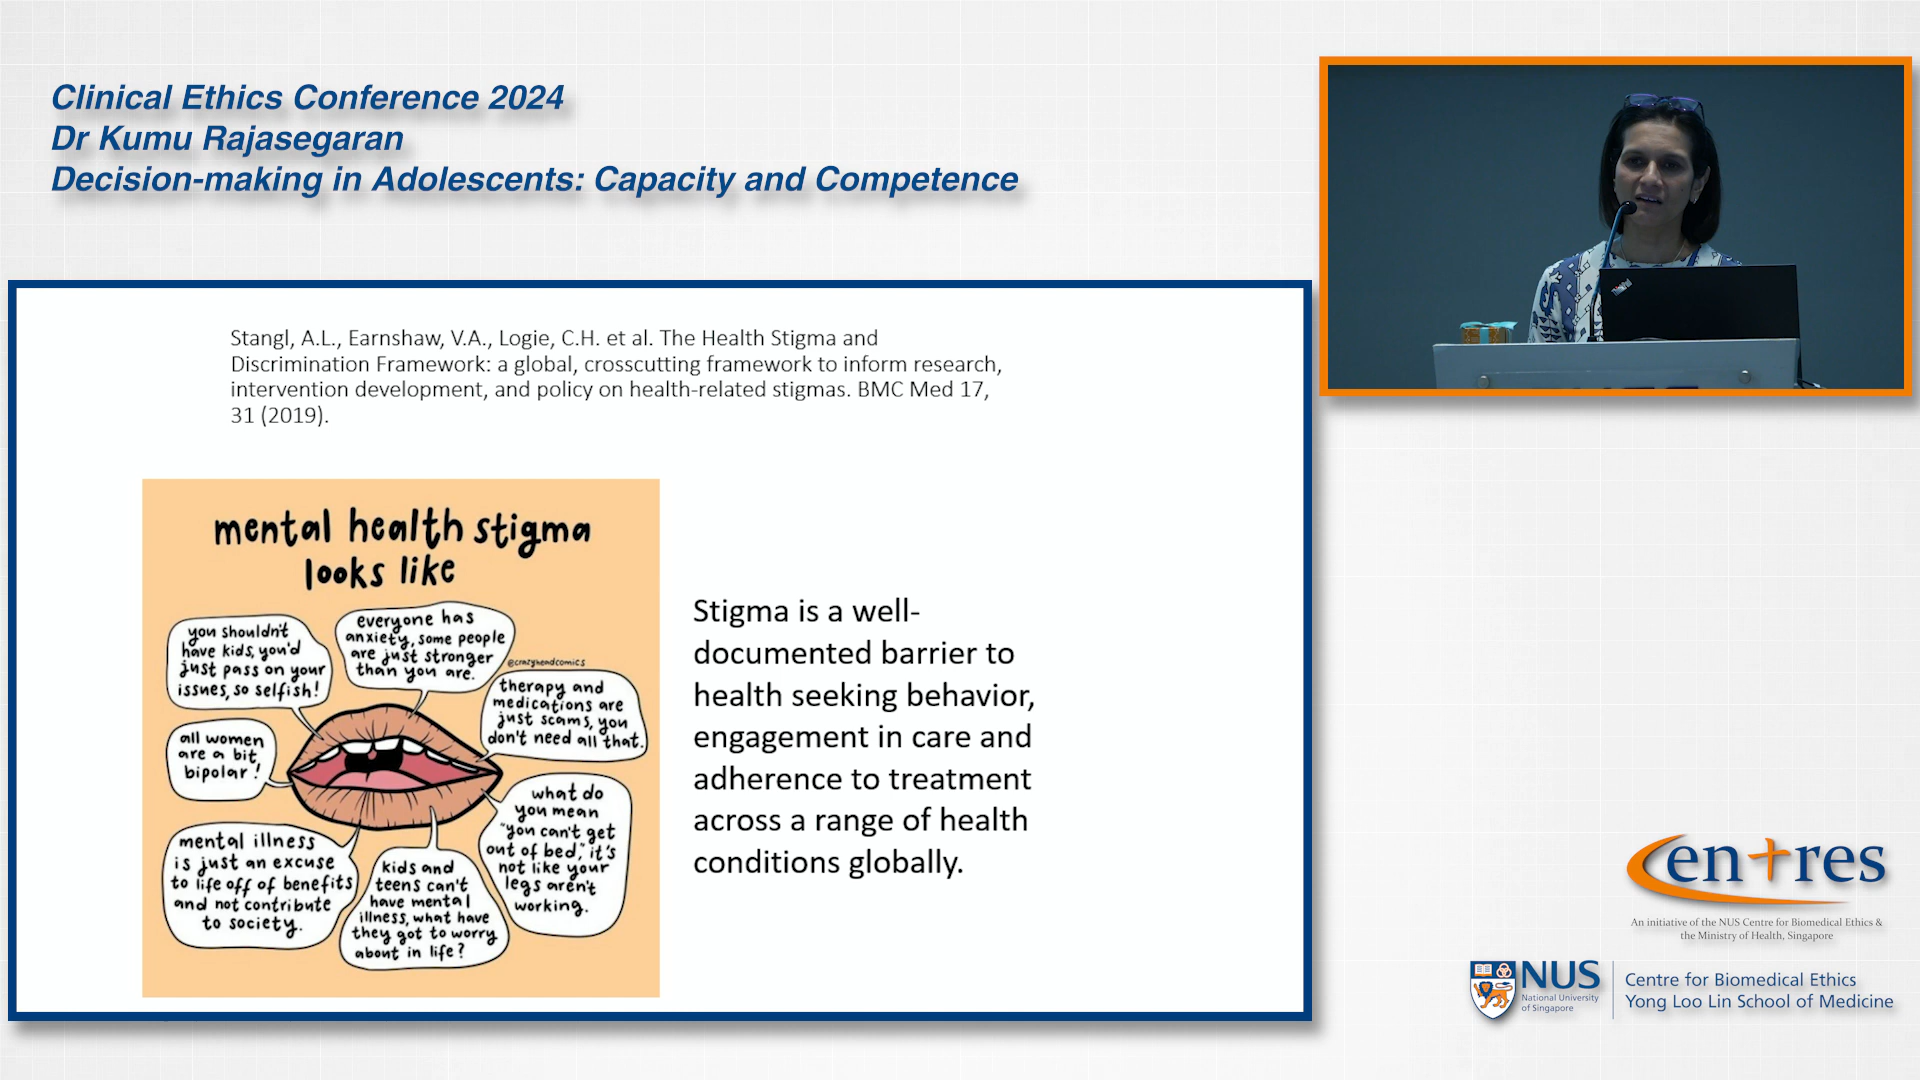 Clinical Ethics Conference 2024
Dr Kumu Rajasegaran
Decision-making in Adolescents: Capacity and Competence
Stangl, A.L., Earnshaw, V.A., Logie, C.H. et al. The Health Stigma and
Discrimination Framework: a global, crosscutting framework to inform research,
intervention development, and policy on health-related stigmas. BMC Med 17,
31 (2019).
mental health stigma
looks like
you shouldn't
have kids, you'd
just pass on your
issues, so selfish!
everyone has
anxiety, some people
are just stronger
than you are.
@crazyheadcomics
therapy and
medications are
just scams, you
don't need all that.
all women
are a bit
bipolar!
what do
you mean
"you can't get
out of bed," it's
not like your
legs aren't
working.
mental illness
is just an excuse
to life off of benefits
and not contribute
to society.
kids and
teens can't
have mental
illness, what have
they got to worry
about in life?
Stigma is a well-
documented barrier to
health seeking behavior,
engagement in care and
adherence to treatment
across a range of health
conditions globally.
Centres
An initiative of the NUS Centre for Biomedical Ethics &
the Ministry of Health, Singapore
NUS
National University
of Singapore
Centre for Biomedical Ethics
Yong Loo Lin School of Medicine